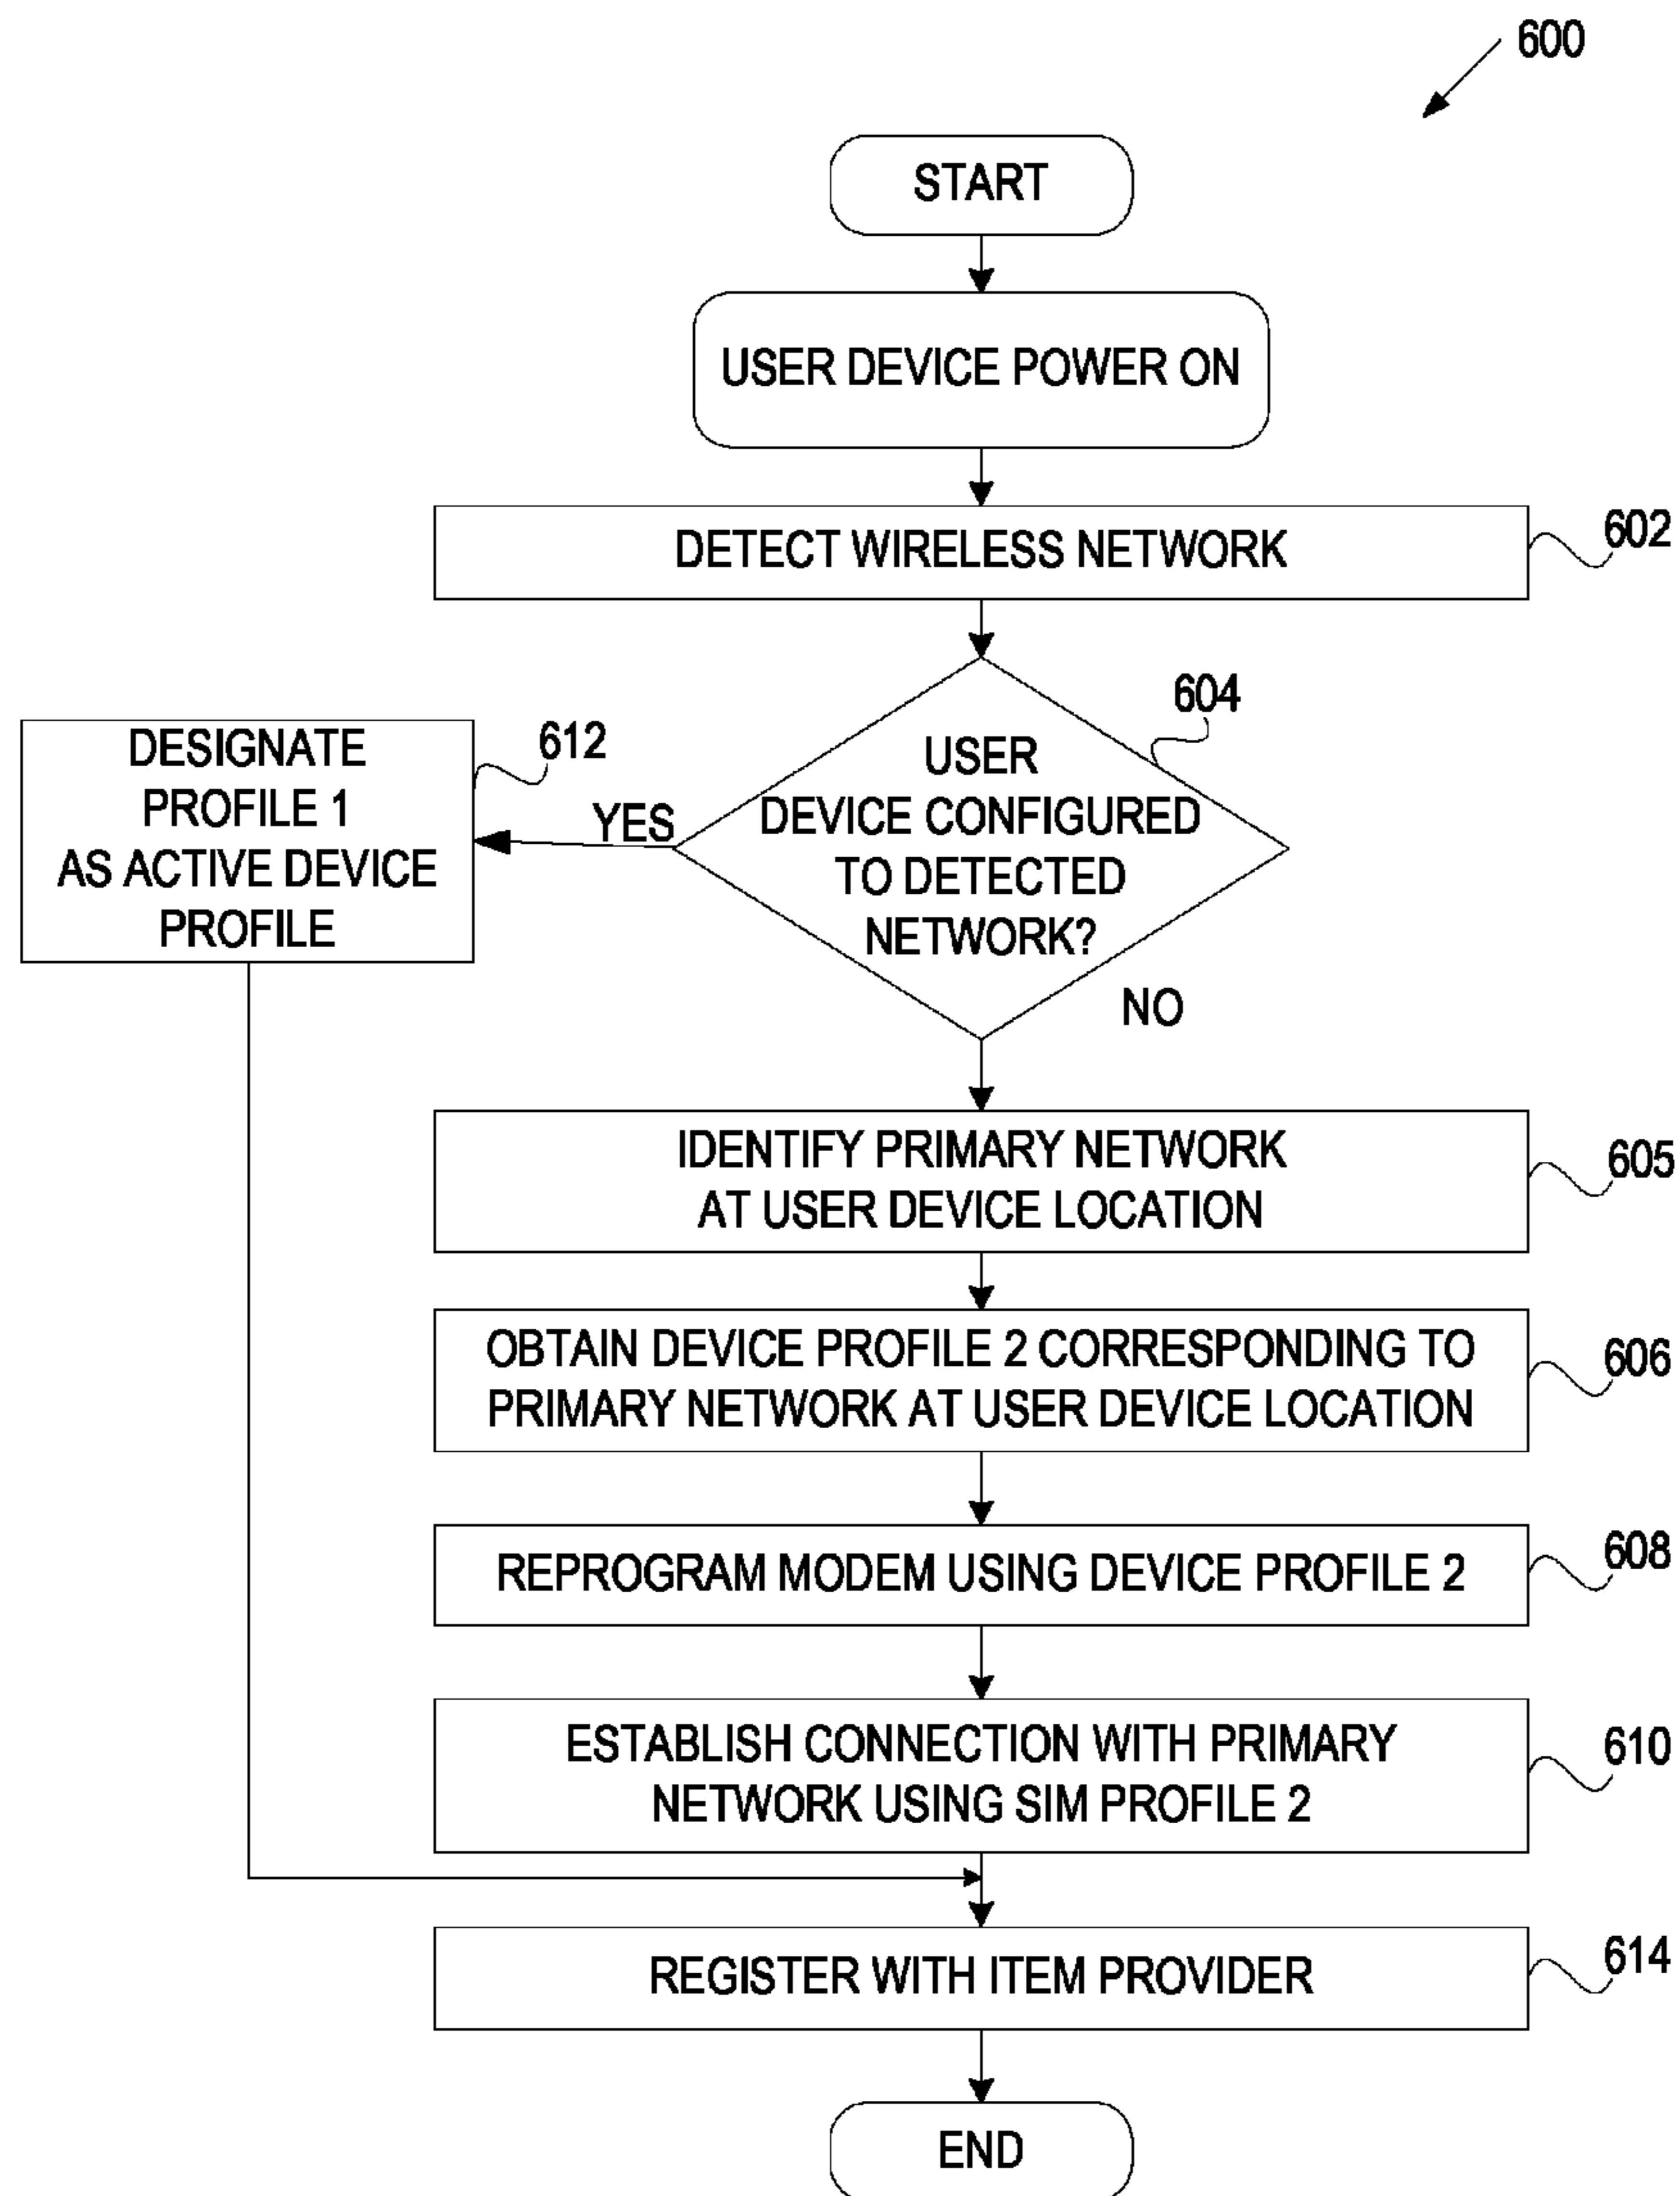 600
START
USER DEVICE POWER ON
DETECT WIRELESS NETWORK
602
604
USER
DEVICE CONFIGURED
TO DETECTED
NETWORK?
YES
612
DESIGNATE
PROFILE 1
AS ACTIVE DEVICE
PROFILE
NO
IDENTIFY PRIMARY NETWORK
AT USER DEVICE LOCATION
605
OBTAIN DEVICE PROFILE 2 CORRESPONDING TO
PRIMARY NETWORK AT USER DEVICE LOCATION
606
REPROGRAM MODEM USING DEVICE PROFILE 2
608
ESTABLISH CONNECTION WITH PRIMARY
NETWORK USING SIM PROFILE 2
610
REGISTER WITH ITEM PROVIDER
614
END